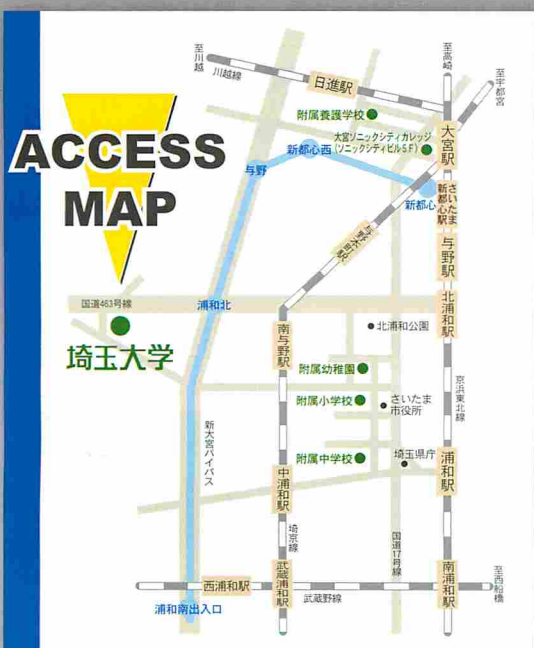 至川越
川越線
日進駅
至高崎
至宇都宮
附属養護学校
大宮ソニックシティカレッジ
(ソニックシティビル5F)
大宮駅
ACCESS
MAP
与野
新都心西
新都心
さいたま
新都心駅
与野本町駅
与野駅
国道463号線
浦和北
北浦和駅
埼玉大学
南与野駅
北浦和公園
附属幼稚園
附属小学校
さいたま
市役所
京浜東北線
新大宮バイパス
附属中学校
埼玉県庁
浦和駅
中浦和駅
埼京線
国道17号線
西浦和駅
武蔵浦和駅
武蔵野線
南浦和駅
至西船橋
浦和南出入口